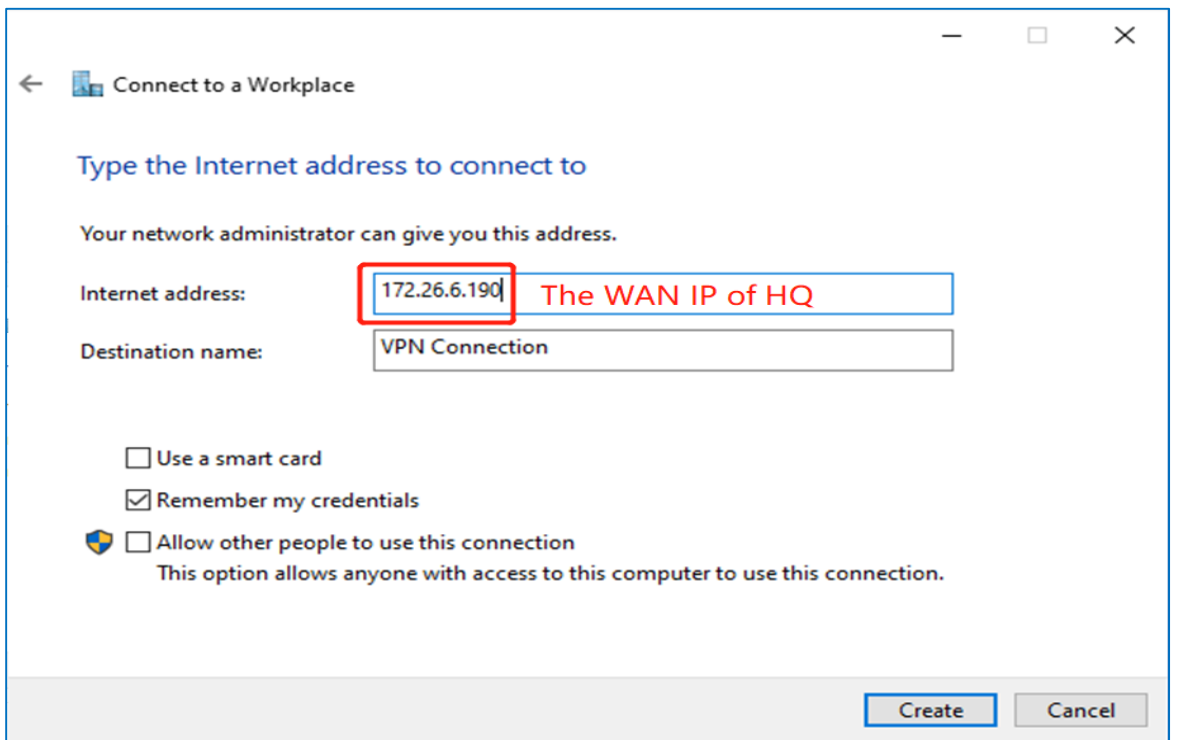 Connect to a Workplace
Type the Internet address to connect to
Your network administrator can give you this address.
Internet address: 172.26.6.190 The WAN IP of HQ
Destination name: VPN Connection
Use a smart card
Remember my credentials
Allow other people to use this connection
This option allows anyone with access to this computer to use this connection.
Create Cancel